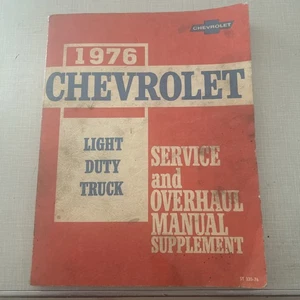 CHEVROLET
1976
CHEVROLET
LIGHT
DUTY
TRUCK
SERVICE
and
OVERHAUL
MANUAL
SUPPLEMENT